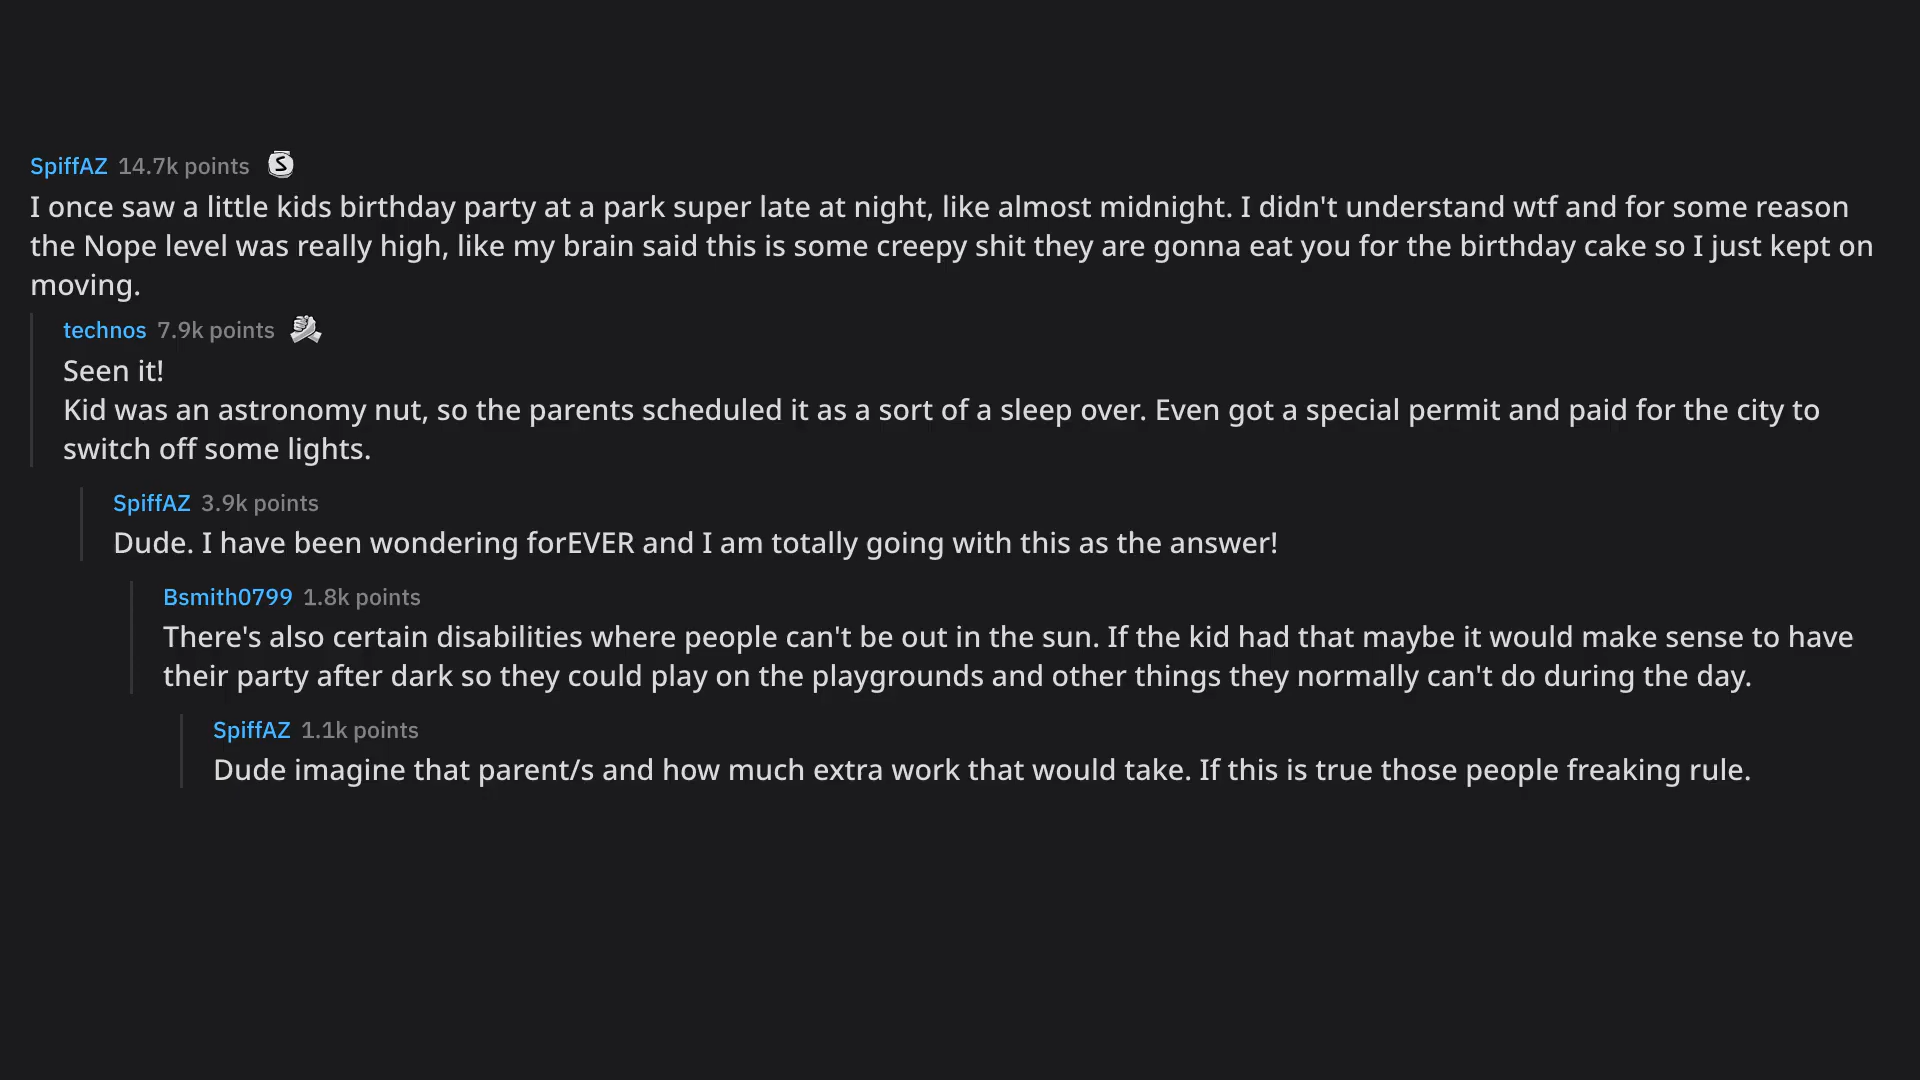 SpiffAZ 14.7k points S
I once saw a little kids birthday party at a park super late at night, like almost midnight. I didn't understand wtf and for some reason
the Nope level was really high, like my brain said this is some creepy shit they are gonna eat you for the birthday cake so I just kept on
moving.
technos 7.9k points
Seen it!
Kid was an astronomy nut, so the parents scheduled it as a sort of a sleep over. Even got a special permit and paid for the city to
switch off some lights.
SpiffAZ 3.9k points
Dude. I have been wondering forEVER and I am totally going with this as the answer!
Bsmith0799 1.8k points
There's also certain disabilities where people can't be out in the sun. If the kid had that maybe it would make sense to have
their party after dark so they could play on the playgrounds and other things they normally can't do during the day.
SpiffAZ 1.1k points
Dude imagine that parent/s and how much extra work that would take. If this is true those people freaking rule.